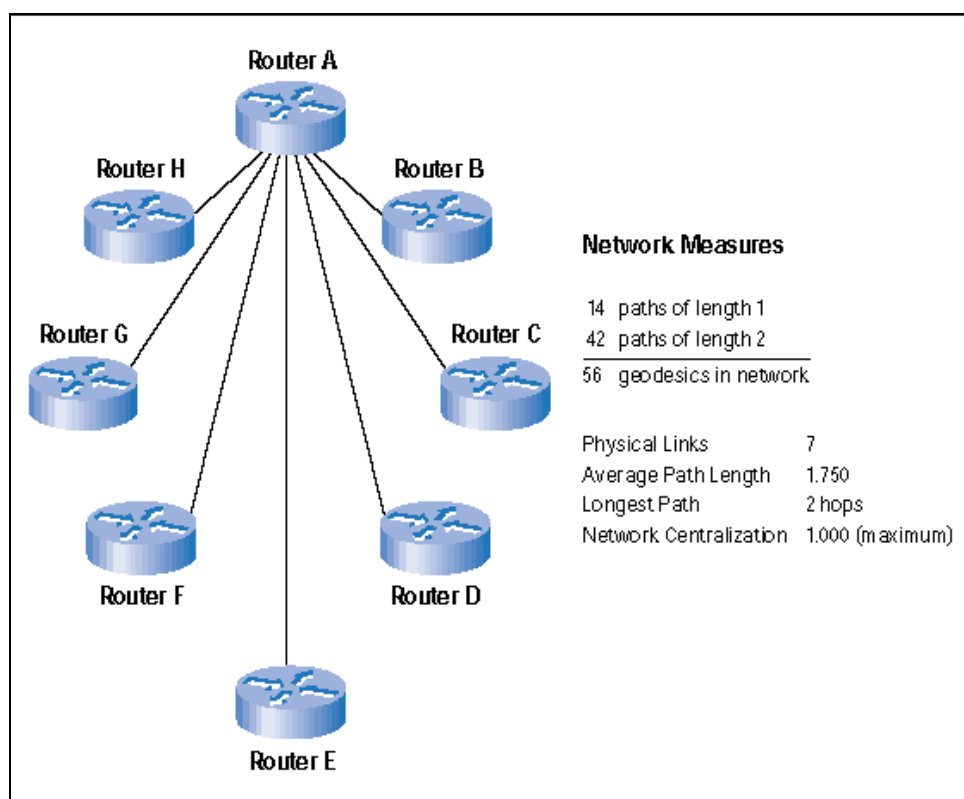 Router A
Router H
Router B
Router G
Router C
Router F
Router D
Router E
Network Measures
14 paths of length 1
42 paths of length 2
56 geodesics in network
Physical Links 7
Average Path Length 1.750
Longest Path 2 hops
Network Centralization 1.000 (maximum)